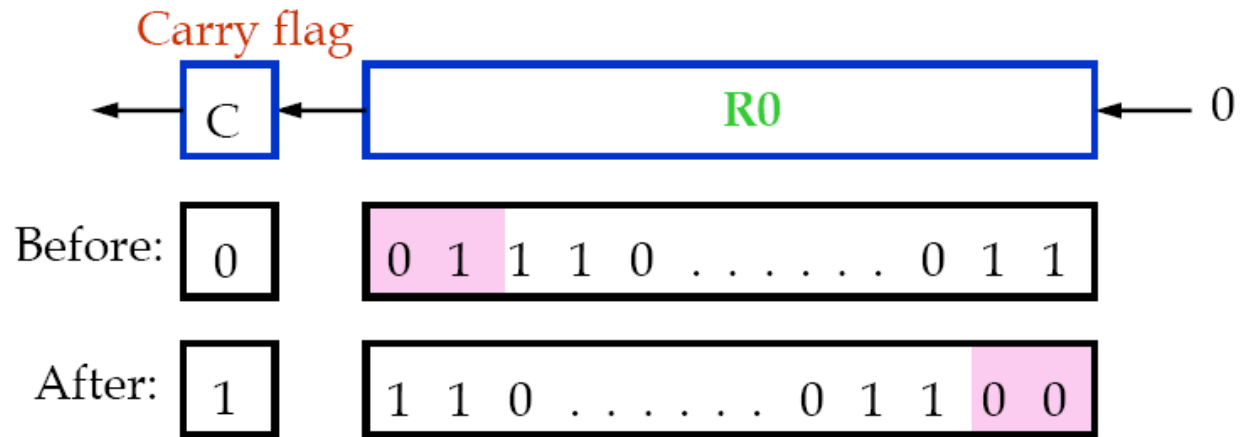 Carry flag
C R0 0
Before: 0 0 1 1 1 0 . . . . . . 0 1 1
After: 1 1 1 0 . . . . . . 0 1 1 0 0